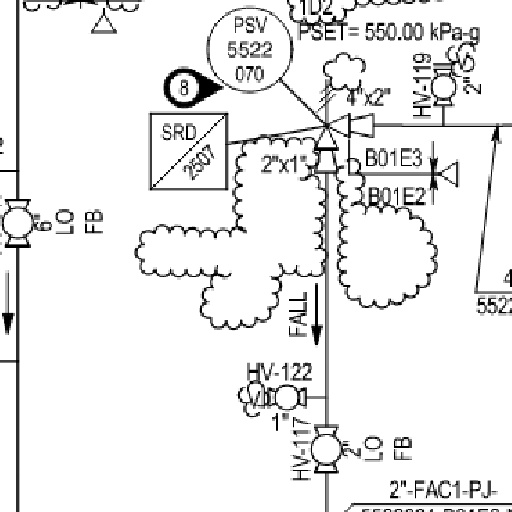 1D2
PSET= 550.00 kPa-g
PSV
5522
070
8
HV-119
2"
4"x2"
SRD
2507
2"x1"
B01E3
B01E2
6"
LO
FB
4
5522
FALL
HV-122
1"
HV-117
2"
LO
FB
2"-FAC1-PJ-